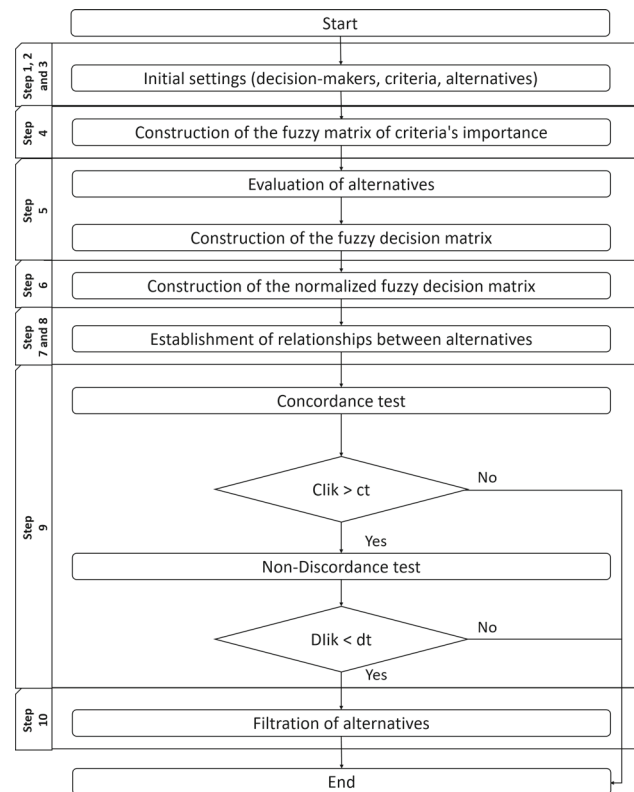 Start
Step 1, 2
and 3
Initial settings (decision-makers, criteria, alternatives)
Step
4
Construction of the fuzzy matrix of criteria's importance
Step
5
Evaluation of alternatives
Construction of the fuzzy decision matrix
Step
6
Construction of the normalized fuzzy decision matrix
Step
7 and 8
Establishment of relationships between alternatives
Step
9
Concordance test
CIik > ct
No
Yes
Non-Discordance test
DIik < dt
No
Yes
Step
10
Filtration of alternatives
End